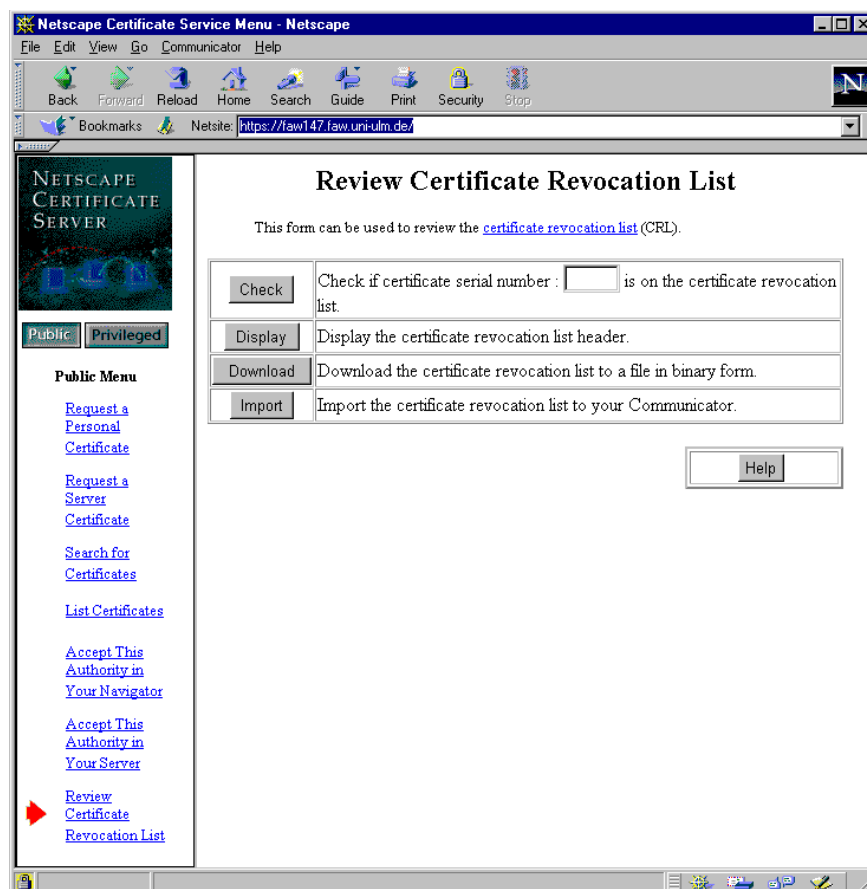 Netscape Certificate Service Menu - Netscape
File Edit View Go Communicator Help
Back Forward Reload Home Search Guide Print Security Stop
N
Bookmarks Netsite: https://faw147.faw.uni-ulm.de/
NETSCAPE
CERTIFICATE
SERVER
Public Privileged
Public Menu
Request a
Personal
Certificate
Request a
Server
Certificate
Search for
Certificates
List Certificates
Accept This
Authority in
Your Navigator
Accept This
Authority in
Your Server
Review
Certificate
Revocation List
Review Certificate Revocation List
This form can be used to review the certificate revocation list (CRL).
Check Check if certificate serial number : is on the certificate revocation
list.
Display Display the certificate revocation list header.
Download Download the certificate revocation list to a file in binary form.
Import Import the certificate revocation list to your Communicator.
Help